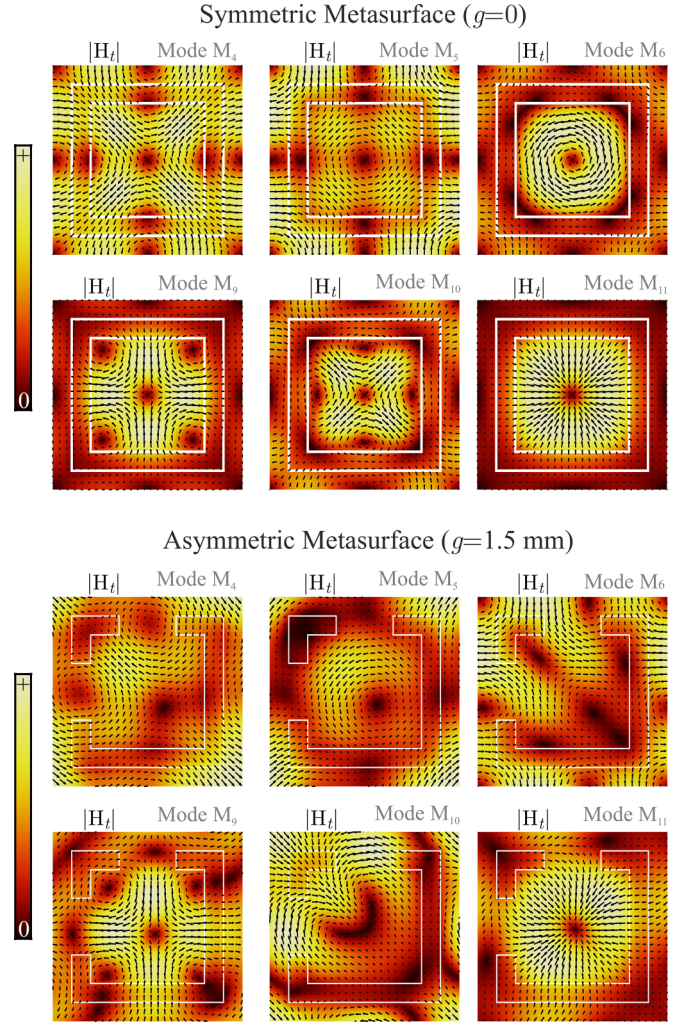 Symmetric Metasurface (g=0)
|Hₜ| Mode M₄ |Hₜ| Mode M₅ |Hₜ| Mode M₆
+
|Hₜ| Mode M₉ |Hₜ| Mode M₁₀ |Hₜ| Mode M₁₁
0
Asymmetric Metasurface (g=1.5 mm)
|Hₜ| Mode M₄ |Hₜ| Mode M₅ |Hₜ| Mode M₆
+
|Hₜ| Mode M₉ |Hₜ| Mode M₁₀ |Hₜ| Mode M₁₁
0